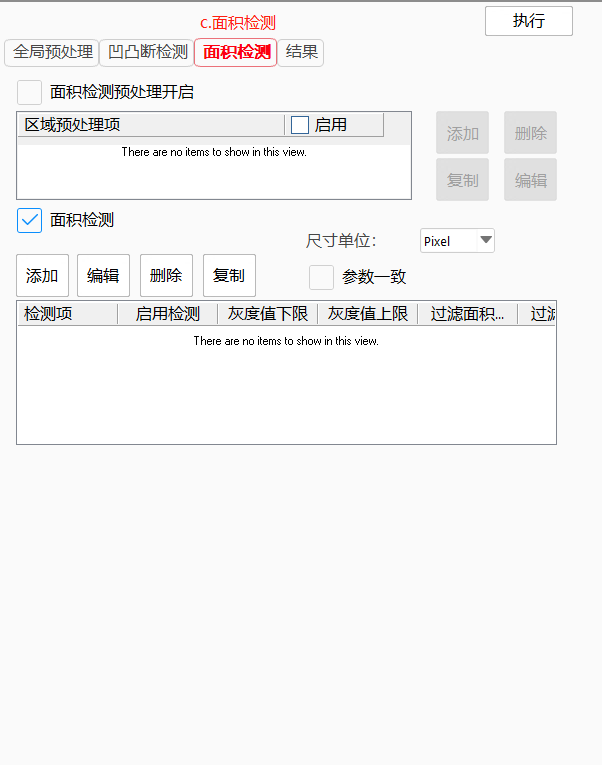 c.面积检测
执行
全局预处理 凹凸断检测 面积检测 结果
面积检测预处理开启
区域预处理项 启用
There are no items to show in this view.
添加 删除
复制 编辑
面积检测
尺寸单位： Pixel
添加 编辑 删除 复制
参数一致
检测项 启用检测 灰度值下限 灰度值上限 过滤面积... 过滤
There are no items to show in this view.